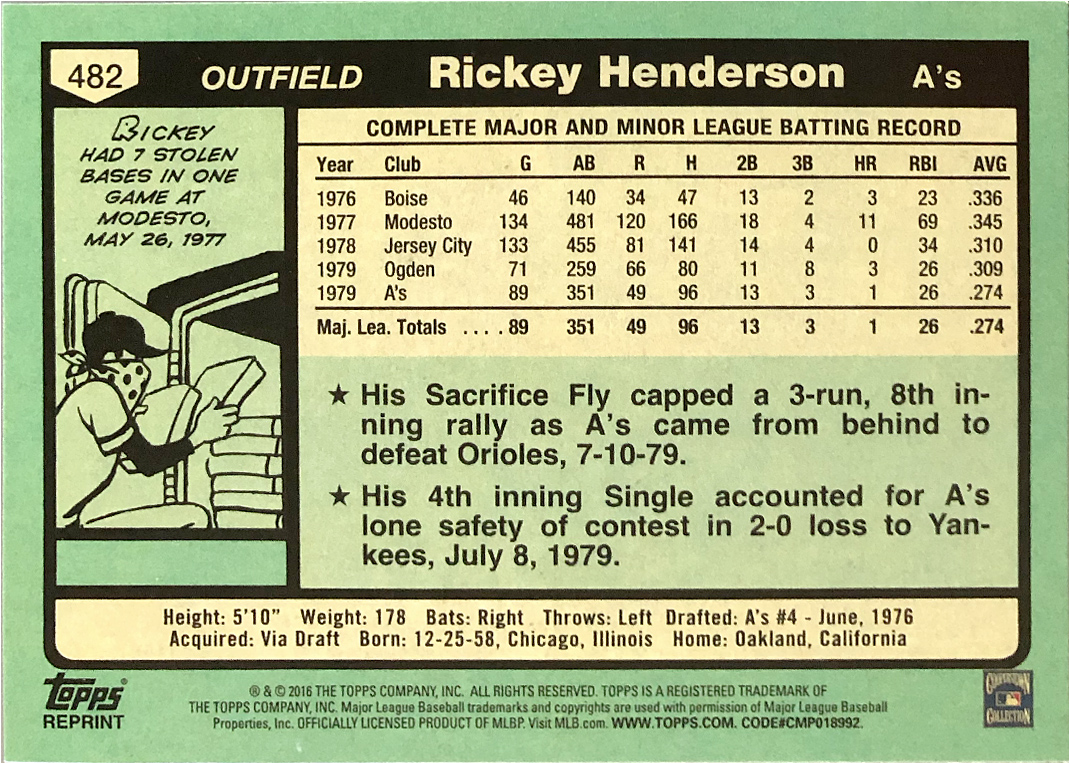 482 OUTFIELD Rickey Henderson A's
RICKEY
HAD 7 STOLEN
BASES IN ONE
GAME AT
MODESTO,
MAY 26, 1977
COMPLETE MAJOR AND MINOR LEAGUE BATTING RECORD
Year Club G AB R H 2B 3B HR RBI AVG
1976 Boise 46 140 34 47 13 2 3 23 .336
1977 Modesto 134 481 120 166 18 4 11 69 .345
1978 Jersey City 133 455 81 141 14 4 0 34 .310
1979 Ogden 71 259 66 80 11 8 3 26 .309
1979 A's 89 351 49 96 13 3 1 26 .274
Maj. Lea. Totals . . . . 89 351 49 96 13 3 1 26 .274
★ His Sacrifice Fly capped a 3-run, 8th in-
ning rally as A's came from behind to
defeat Orioles, 7-10-79.
★ His 4th inning Single accounted for A's
lone safety of contest in 2-0 loss to Yan-
kees, July 8, 1979.
Height: 5'10" Weight: 178 Bats: Right Throws: Left Drafted: A's #4 - June, 1976
Acquired: Via Draft Born: 12-25-58, Chicago, Illinois Home: Oakland, California
Topps®
REPRINT
® & © 2016 THE TOPPS COMPANY, INC. ALL RIGHTS RESERVED. TOPPS IS A REGISTERED TRADEMARK OF
THE TOPPS COMPANY, INC. Major League Baseball trademarks and copyrights are used with permission of Major League Baseball
Properties, Inc. OFFICIALLY LICENSED PRODUCT OF MLBP. Visit MLB.com. WWW.TOPPS.COM. CODE#CMP018992.
COOPERSTOWN
COLLECTION